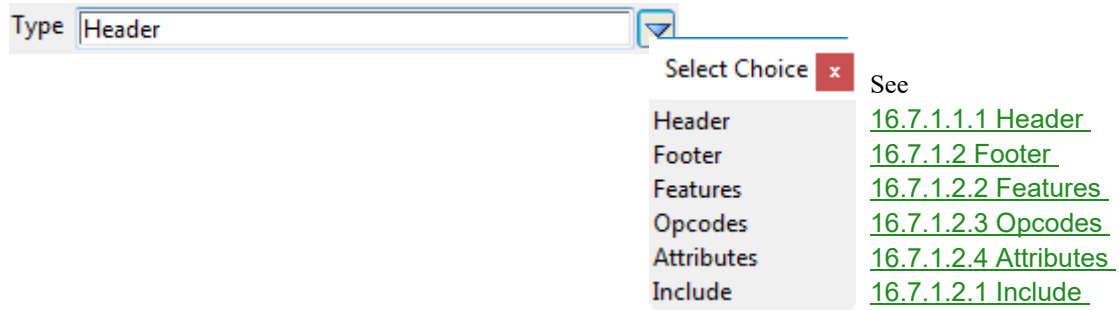 Type Header
Select Choice x
See
Header 16.7.1.1.1 Header
Footer 16.7.1.2 Footer
Features 16.7.1.2.2 Features
Opcodes 16.7.1.2.3 Opcodes
Attributes 16.7.1.2.4 Attributes
Include 16.7.1.2.1 Include